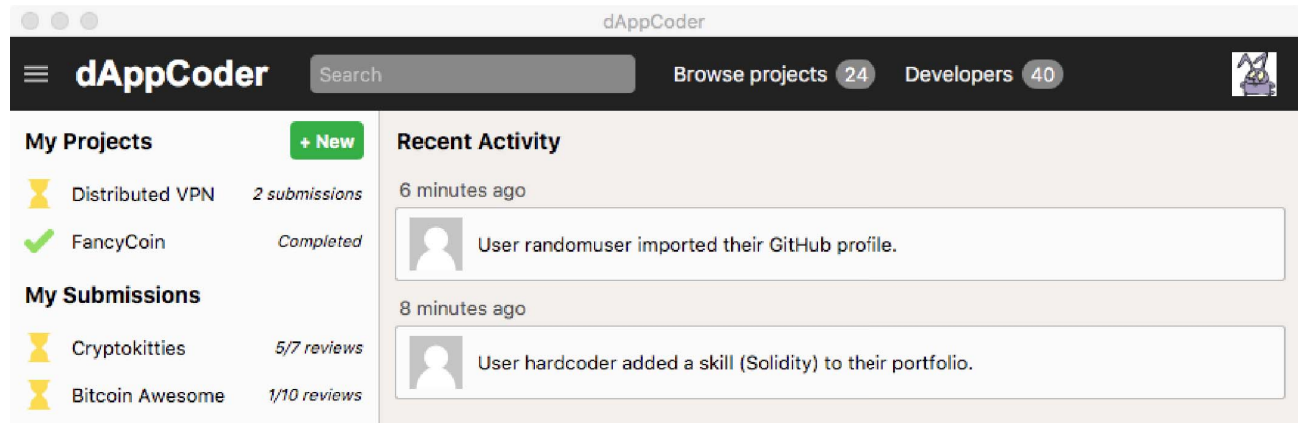 dAppCoder
dAppCoder
Search
Browse projects 24
Developers 40
My Projects
+ New
Distributed VPN
2 submissions
FancyCoin
Completed
My Submissions
Cryptokitties
5/7 reviews
Bitcoin Awesome
1/10 reviews
Recent Activity
6 minutes ago
User randomuser imported their GitHub profile.
8 minutes ago
User hardcoder added a skill (Solidity) to their portfolio.